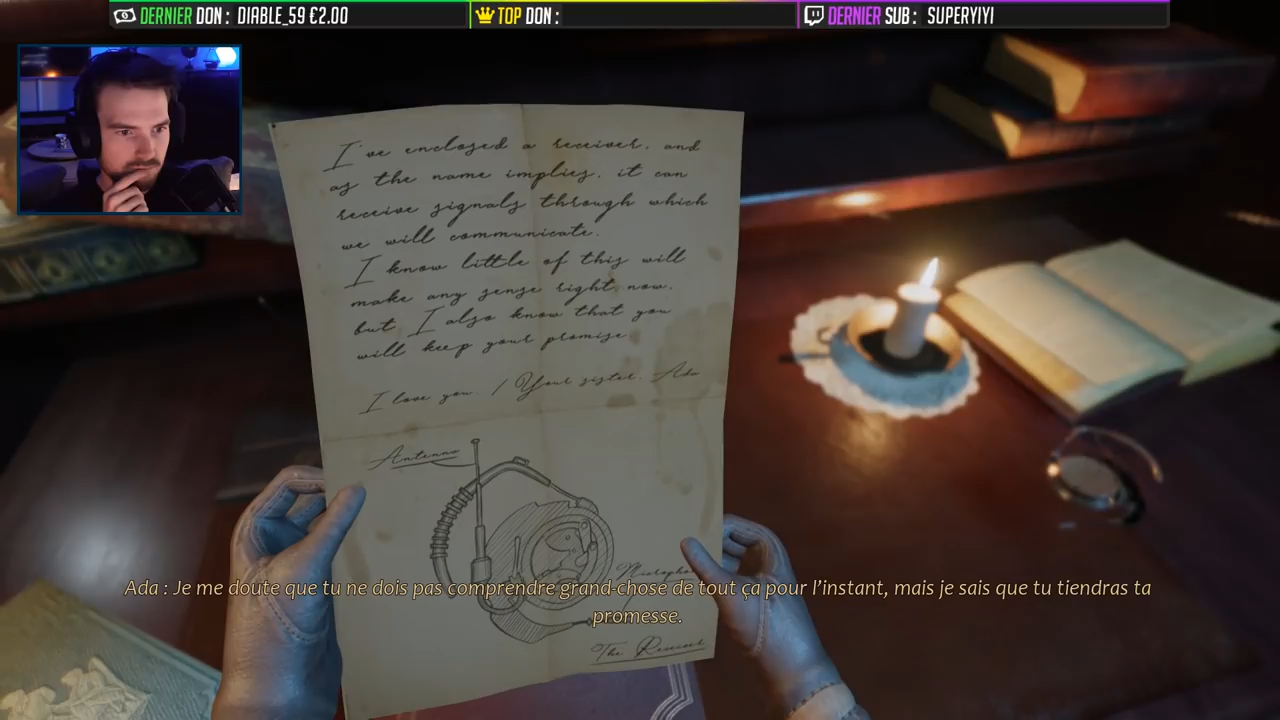 DERNIER DON : DIABLE_59 €2.00
TOP DON :
DERNIER SUB : SUPERYIYI
I've enclosed a receiver, and
as the name implies, it can
receive signals through which
we will communicate.
I know little of this will
make any sense right now,
but I also know that you
will keep your promise.
I love you. / Your sister, Ada
Antenna
Microphone
Ada : Je me doute que tu ne dois pas comprendre grand-chose de tout ça pour l'instant, mais je sais que tu tiendras ta
promesse.
The Receiver